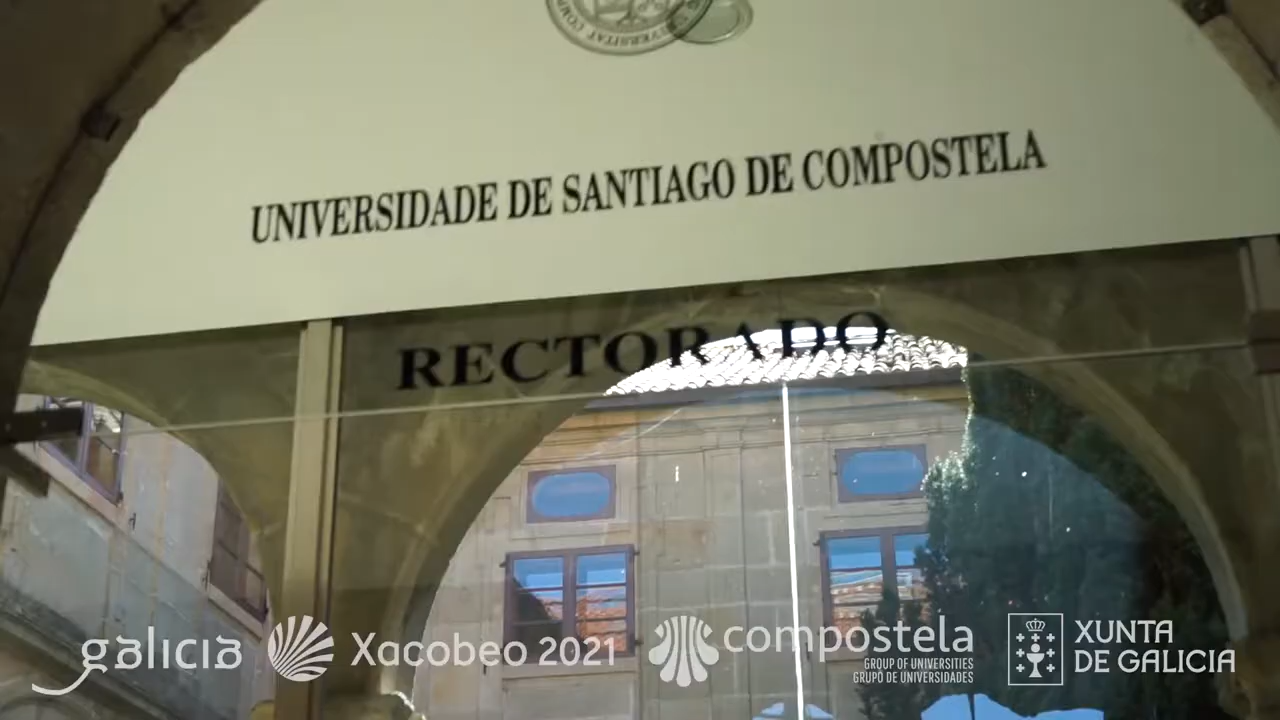 UNIVERSIDADE DE SANTIAGO DE COMPOSTELA
RECTORADO
galicia
Xacobeo 2021
compostela
GROUP OF UNIVERSITIES
GRUPO DE UNIVERSIDADES
XUNTA
DE GALICIA